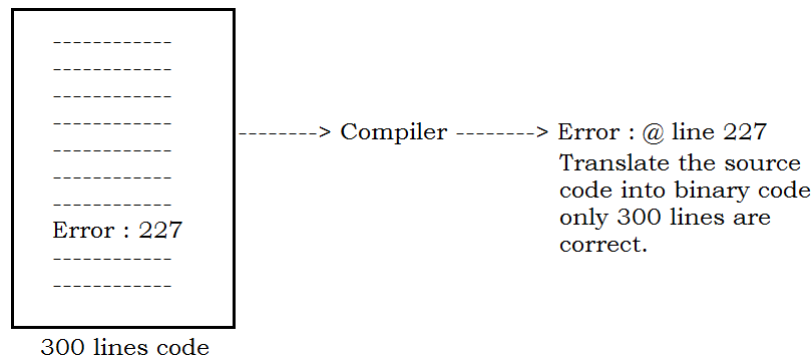 ------------
------------
------------
------------
------------
------------
------------
Error : 227
------------
------------
300 lines code
--------> Compiler --------> Error : @ line 227
Translate the source
code into binary code
only 300 lines are
correct.